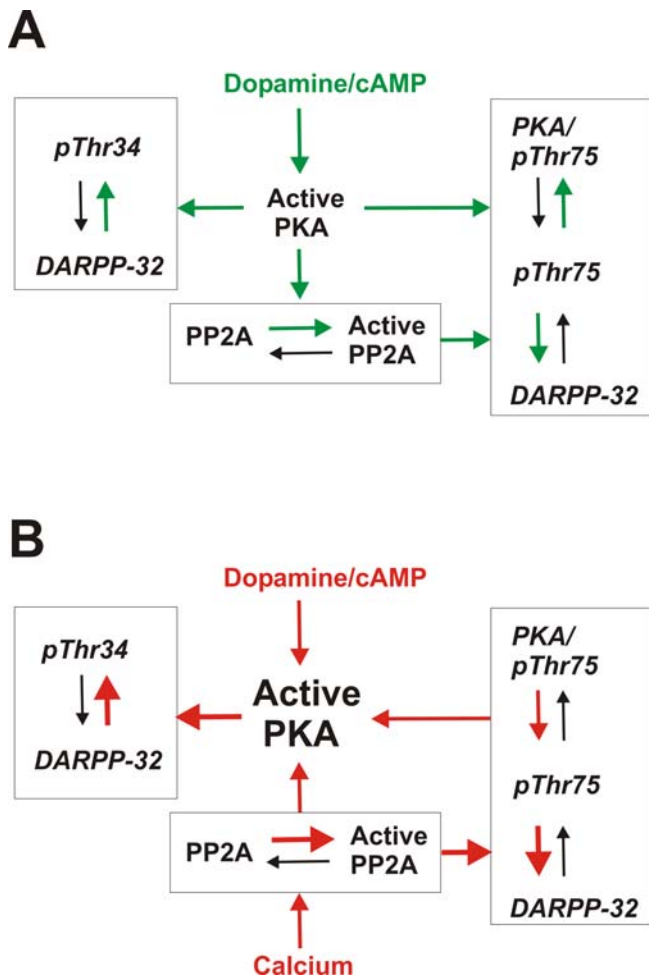 A
Dopamine/cAMP
pThr34
DARPP-32
Active
PKA
PKA/
pThr75
pThr75
DARPP-32
PP2A
Active
PP2A
B
Dopamine/cAMP
pThr34
DARPP-32
Active
PKA
PKA/
pThr75
pThr75
DARPP-32
PP2A
Active
PP2A
Calcium